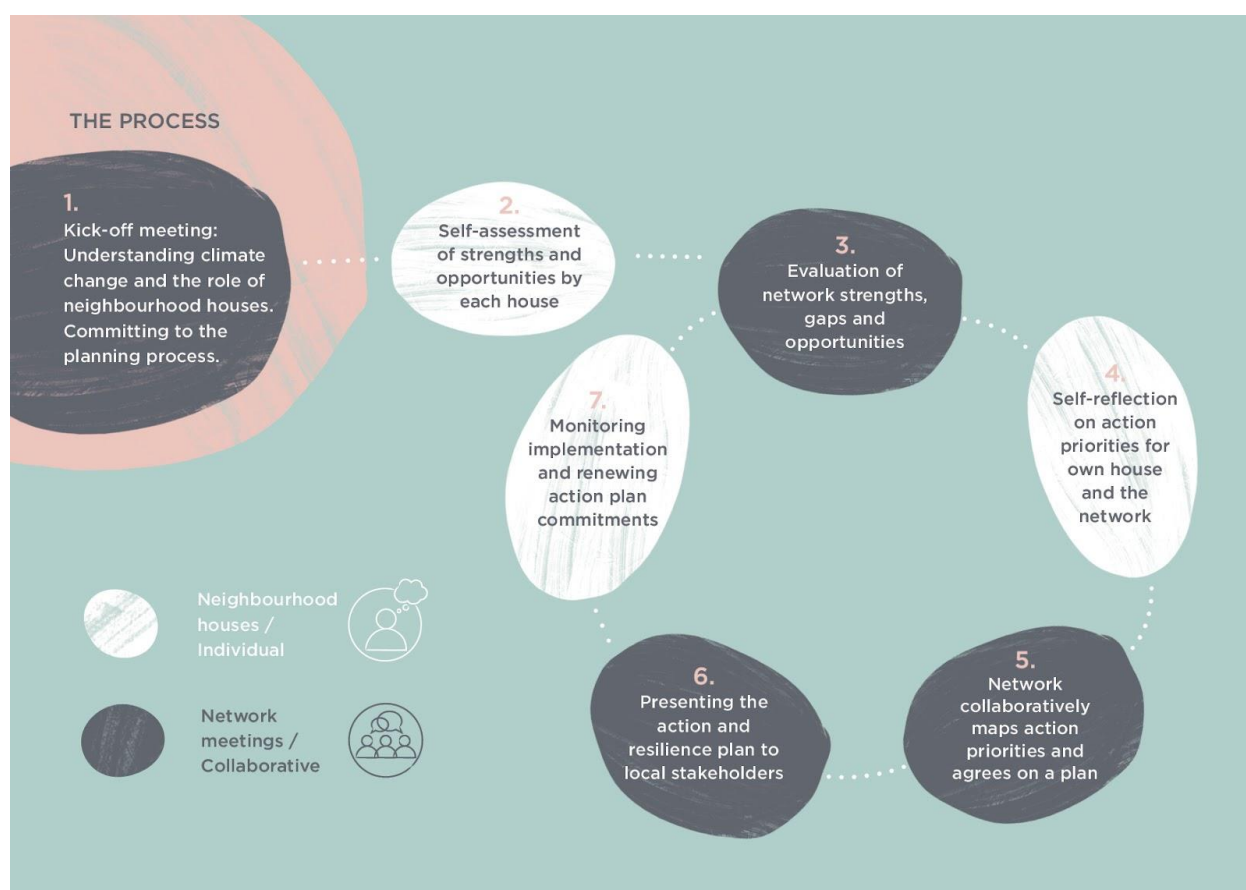 THE PROCESS
1.
Kick-off meeting:
Understanding climate
change and the role of
neighbourhood houses.
Committing to the
planning process.
2.
Self-assessment
of strengths and
opportunities by
each house
3.
Evaluation of
network strengths,
gaps and
opportunities
4.
Self-reflection
on action
priorities for
own house
and the
network
5.
Network
collaboratively
maps action
priorities and
agrees on a plan
6.
Presenting the
action and
resilience plan to
local stakeholders
7.
Monitoring
implementation
and renewing
action plan
commitments
Neighbourhood
houses /
Individual
Network
meetings /
Collaborative